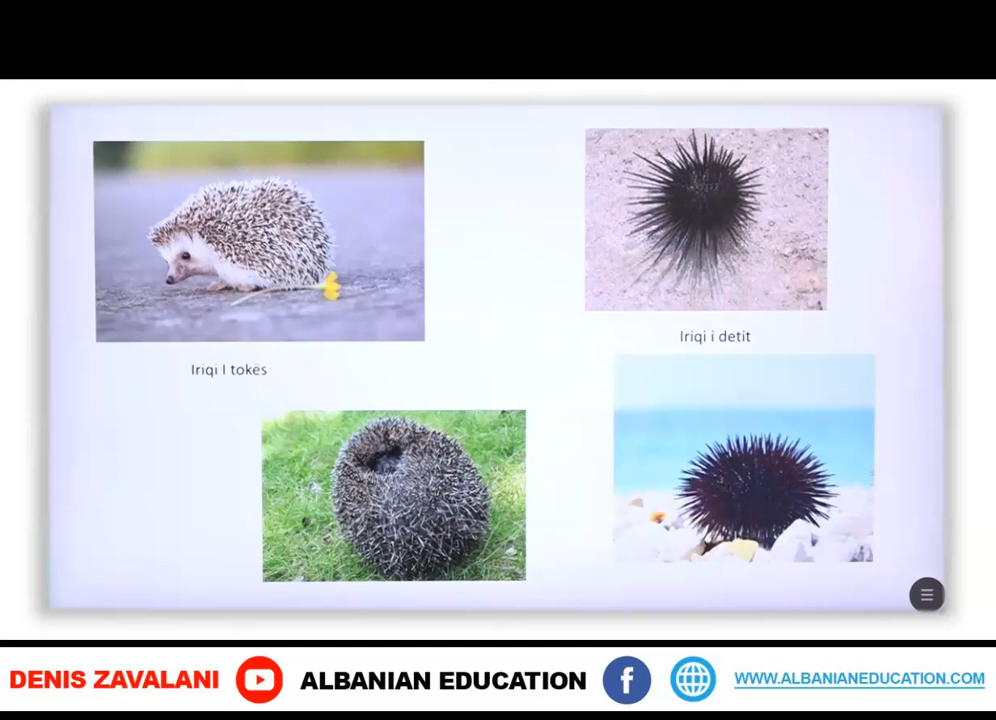 Iriqi i detit
Iriqi I tokës
DENIS ZAVALANI
ALBANIAN EDUCATION
f
WWW.ALBANIANEDUCATION.COM